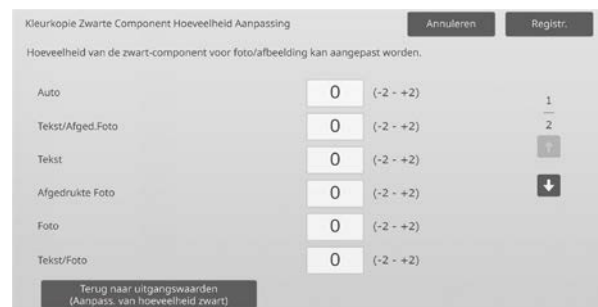 Kleurkopie Zwarte Component Hoeveelheid Aanpassing Annuleren Registr.
Hoeveelheid van de zwart-component voor foto/afbeelding kan aangepast worden.
Auto 0 (-2 - +2)
1
Tekst/Afged.Foto 0 (-2 - +2) 2
Tekst 0 (-2 - +2)
Afgedrukte Foto 0 (-2 - +2)
Foto 0 (-2 - +2)
Tekst/Foto 0 (-2 - +2)
Terug naar uitgangswaarden
(Aanpass. van hoeveelheid zwart)